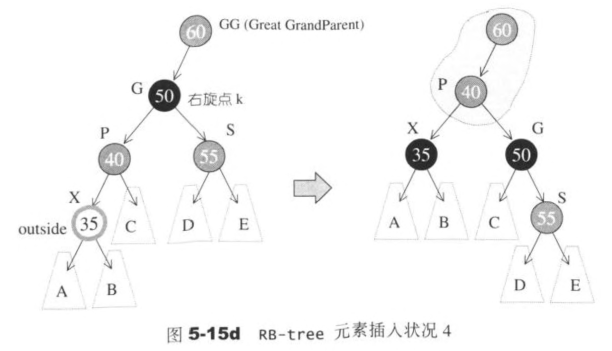 60 GG (Great GrandParent)
G 50 右旋点 k
P S
40 55
X
outside 35 C D E
A B
60
P 40
X G
35 50
A B C S
55
D E
图 5-15d RB-tree 元素插入状况 4